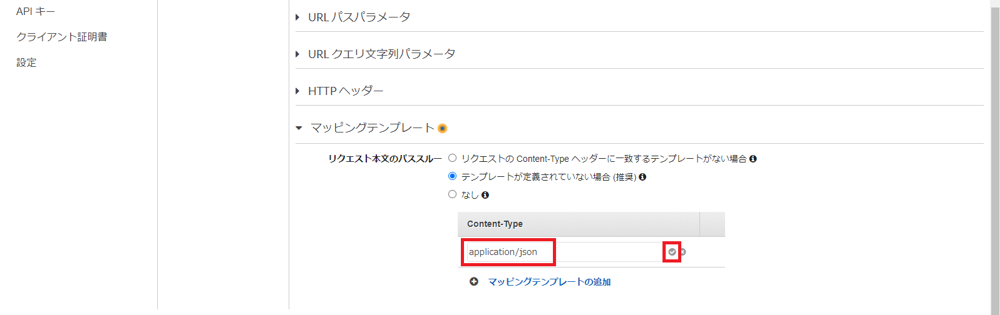 API キー
クライアント証明書
設定
URL パスパラメータ
URL クエリ文字列パラメータ
HTTP ヘッダー
マッピングテンプレート
リクエスト本文のパススルー
リクエストの Content-Type ヘッダーに一致するテンプレートがない場合
テンプレートが定義されていない場合 (推奨)
なし
Content-Type
application/json
マッピングテンプレートの追加